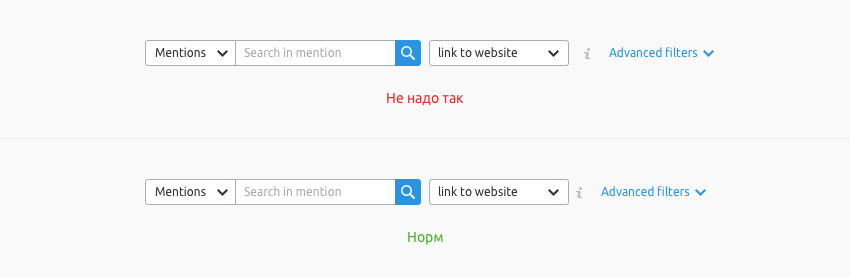 Mentions Search in mention link to website i Advanced filters
Не надо так
Mentions Search in mention link to website i Advanced filters
Норм